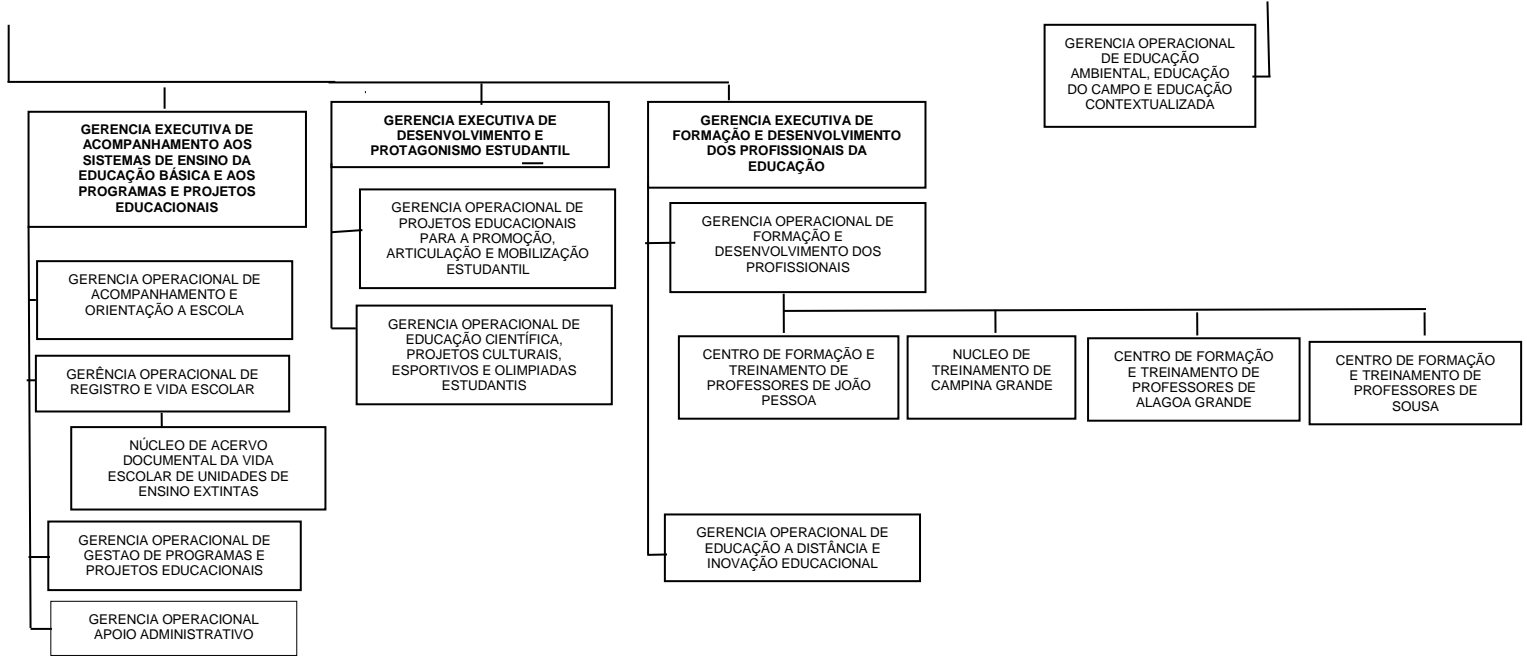 GERENCIA OPERACIONAL
DE EDUCAÇÃO
AMBIENTAL, EDUCAÇÃO
DO CAMPO E EDUCAÇÃO
CONTEXTUALIZADA
GERENCIA EXECUTIVA DE
ACOMPANHAMENTO AOS
SISTEMAS DE ENSINO DA
EDUCAÇÃO BÁSICA E AOS
PROGRAMAS E PROJETOS
EDUCACIONAIS
GERENCIA OPERACIONAL DE
ACOMPANHAMENTO E
ORIENTAÇÃO A ESCOLA
GERÊNCIA OPERACIONAL DE
REGISTRO E VIDA ESCOLAR
NÚCLEO DE ACERVO
DOCUMENTAL DA VIDA
ESCOLAR DE UNIDADES DE
ENSINO EXTINTAS
GERENCIA OPERACIONAL DE
GESTAO DE PROGRAMAS E
PROJETOS EDUCACIONAIS
GERENCIA OPERACIONAL
APOIO ADMINISTRATIVO
GERENCIA EXECUTIVA DE
DESENVOLVIMENTO E
PROTAGONISMO ESTUDANTIL
GERENCIA OPERACIONAL DE
PROJETOS EDUCACIONAIS
PARA A PROMOÇÃO,
ARTICULAÇÃO E MOBILIZAÇÃO
ESTUDANTIL
GERENCIA OPERACIONAL DE
EDUCAÇÃO CIENTÍFICA,
PROJETOS CULTURAIS,
ESPORTIVOS E OLIMPIADAS
ESTUDANTIS
GERENCIA EXECUTIVA DE
FORMAÇÃO E DESENVOLVIMENTO
DOS PROFISSIONAIS DA
EDUCAÇÃO
GERENCIA OPERACIONAL DE
FORMAÇÃO E
DESENVOLVIMENTO DOS
PROFISSIONAIS
CENTRO DE FORMAÇÃO E
TREINAMENTO DE
PROFESSORES DE JOÃO
PESSOA
NUCLEO DE
TREINAMENTO DE
CAMPINA GRANDE
CENTRO DE FORMAÇÃO
E TREINAMENTO DE
PROFESSORES DE
ALAGOA GRANDE
CENTRO DE FORMAÇÃO
E TREINAMENTO DE
PROFESSORES DE
SOUSA
GERENCIA OPERACIONAL DE
EDUCAÇÃO A DISTÂNCIA E
INOVAÇÃO EDUCACIONAL